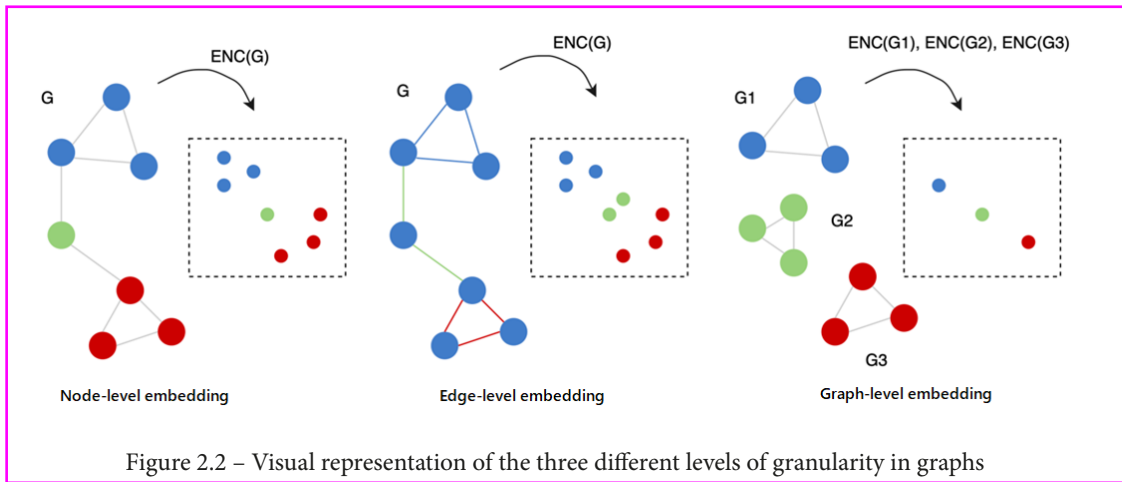 ENC(G)
G
Node-level embedding
ENC(G)
G
Edge-level embedding
ENC(G1), ENC(G2), ENC(G3)
G1
G2
G3
Graph-level embedding
Figure 2.2 – Visual representation of the three different levels of granularity in graphs